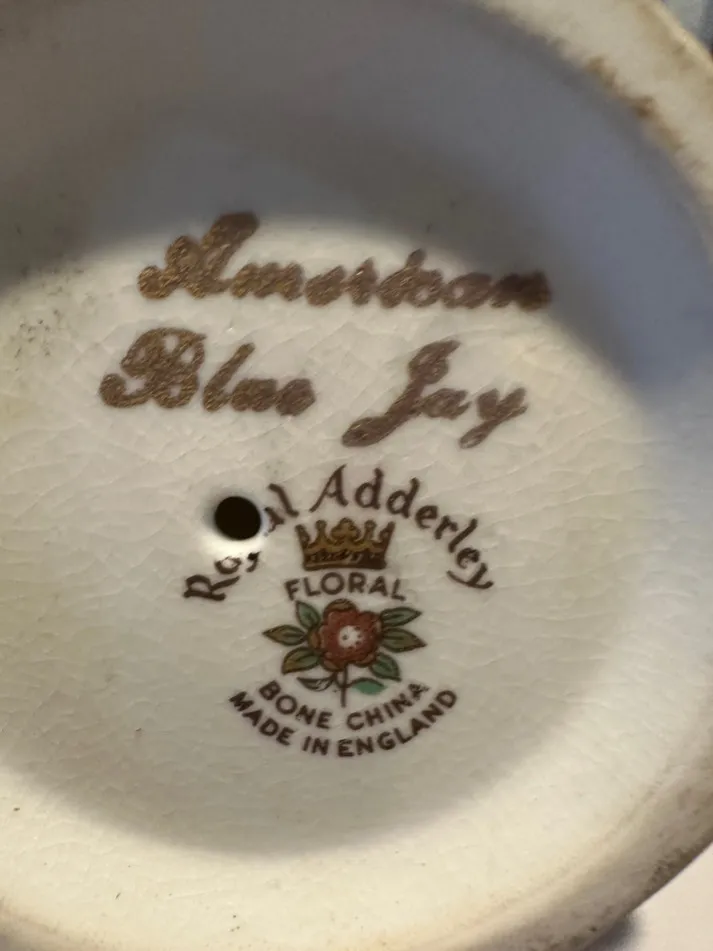 American
Blue Jay
Royal Adderley
FLORAL
BONE CHINA
MADE IN ENGLAND